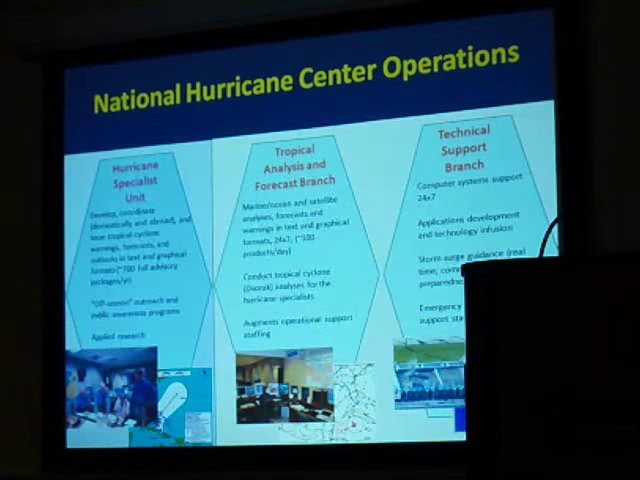 National Hurricane Center Operations
Hurricane
Specialist
Unit
Develop, coordinate
(domestically and abroad), and
issue tropical cyclone
warnings, forecasts, and
outlooks in text and graphical
formats (~700 full advisory
packages/yr)
"Off-season" outreach and
public awareness programs
Applied research
Tropical
Analysis and
Forecast Branch
Marine/ocean and satellite
analyses, forecasts and
warnings in text and graphical
formats, 24x7, (~100
products/day)
Conduct tropical cyclone
(Dvorak) analyses for the
hurricane specialists
Augments operational support
staffing
Technical
Support
Branch
Computer systems support
24x7
Applications development
and technology infusion
Storm surge guidance (real
time; com
preparedne
Emergency
support sta